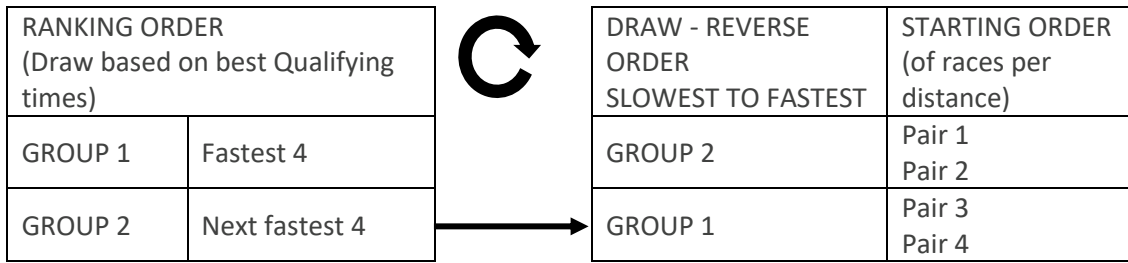 RANKING ORDER
(Draw based on best Qualifying
times)
GROUP 1
Fastest 4
GROUP 2
Next fastest 4
DRAW - REVERSE
ORDER
SLOWEST TO FASTEST
STARTING ORDER
(of races per
distance)
GROUP 2
Pair 1
Pair 2
GROUP 1
Pair 3
Pair 4